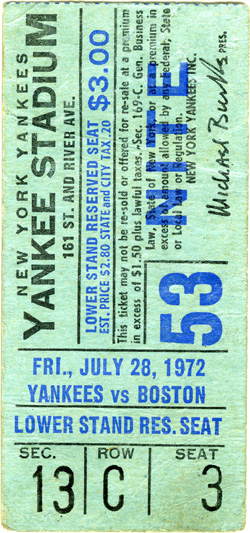 NEW YORK YANKEES
YANKEE STADIUM
161 ST. AND RIVER AVE.
LOWER STAND RESERVED SEAT
EST. PRICE $2.80 STATE and CITY TAX .20
$3.00
This ticket may not be re-sold or offered for re-sale at a premium
in excess of $1.50 plus lawful taxes.-Sec. 169-C, Gen. Business
Law, State of New York, or at a premium in
excess of amount allowed by any Federal, State
or Local Law or Regulation.
NEW YORK YANKEES INC.
Michael Burke PRES.
53
FRI., JULY 28, 1972
YANKEES vs BOSTON
LOWER STAND RES. SEAT
SEC. ROW SEAT
13 C 3